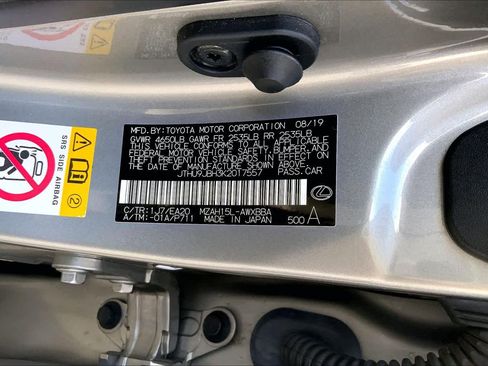 MFD.BY:TOYOTA MOTOR CORPORATION 08/19
GVWR 4650LB GAWR FR 2535LB RR 2535LB
THIS VEHICLE CONFORMS TO ALL APPLICABLE
FEDERAL MOTOR VEHICLE SAFETY, BUMPER, AND
THEFT PREVENTION STANDARDS IN EFFECT ON
THE DATE OF MANUFACTURE SHOWN ABOVE.
PASS.CAR
C/TR:1J7/EA20 MZAH15L-AWXBBA
A/TM:-01A/P711 MADE IN JAPAN 500 A
SRS SIDE AIRBAG